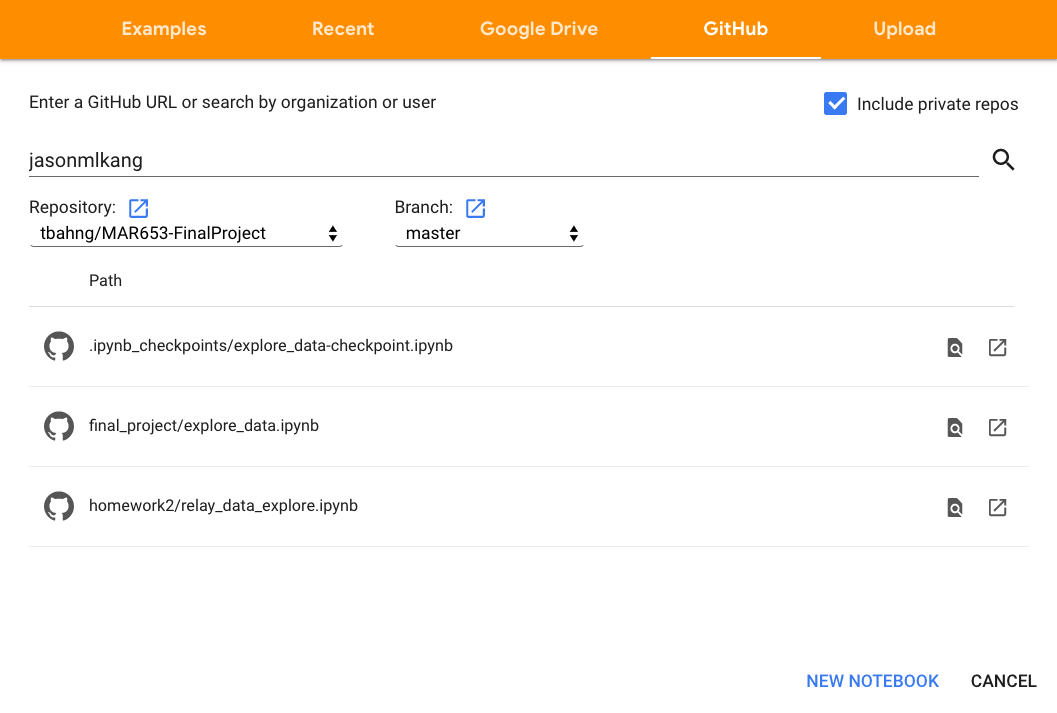 Examples Recent Google Drive GitHub Upload
Enter a GitHub URL or search by organization or user
Include private repos
jasonmlkang
Repository: Branch:
tbahng/MAR653-FinalProject master
Path
.ipynb_checkpoints/explore_data-checkpoint.ipynb
final_project/explore_data.ipynb
homework2/relay_data_explore.ipynb
NEW NOTEBOOK CANCEL